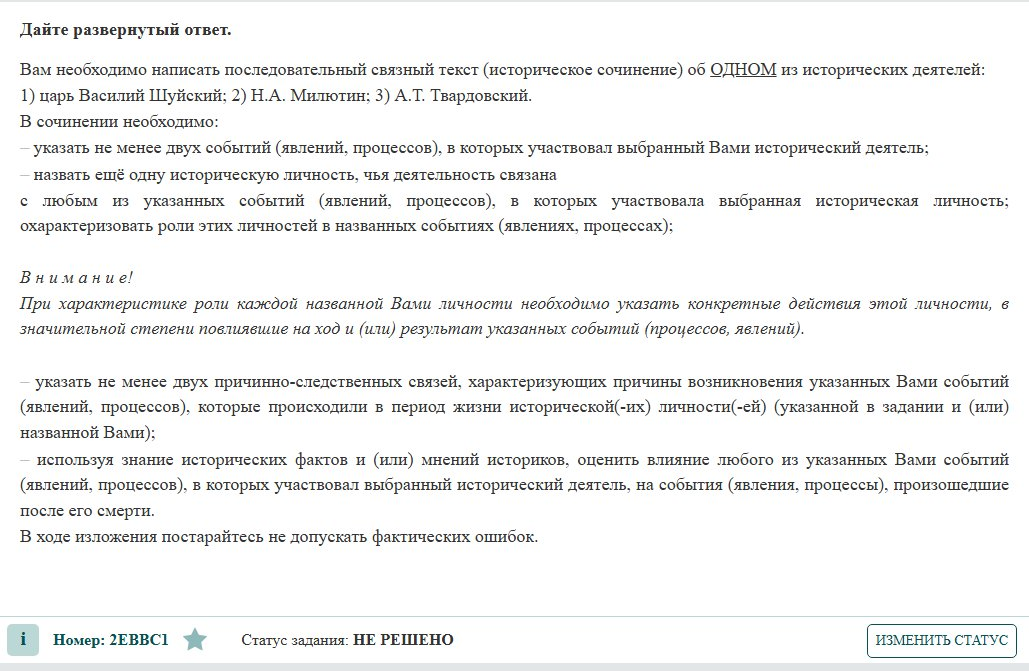 Дайте развернутый ответ.
Вам необходимо написать последовательный связный текст (историческое сочинение) об ОДНОМ из исторических деятелей:
1) царь Василий Шуйский; 2) Н.А. Милютин; 3) А.Т. Твардовский.
В сочинении необходимо:
– указать не менее двух событий (явлений, процессов), в которых участвовал выбранный Вами исторический деятель;
– назвать ещё одну историческую личность, чья деятельность связана
с любым из указанных событий (явлений, процессов), в которых участвовала выбранная историческая личность;
охарактеризовать роли этих личностей в названных событиях (явлениях, процессах);
В н и м а н и е!
При характеристике роли каждой названной Вами личности необходимо указать конкретные действия этой личности, в
значительной степени повлиявшие на ход и (или) результат указанных событий (процессов, явлений).
– указать не менее двух причинно-следственных связей, характеризующих причины возникновения указанных Вами событий
(явлений, процессов), которые происходили в период жизни исторической(-их) личности(-ей) (указанной в задании и (или)
названной Вами);
– используя знание исторических фактов и (или) мнений историков, оценить влияние любого из указанных Вами событий
(явлений, процессов), в которых участвовал выбранный исторический деятель, на события (явления, процессы), произошедшие
после его смерти.
В ходе изложения постарайтесь не допускать фактических ошибок.
i Номер: 2EBBC1 Статус задания: НЕ РЕШЕНО ИЗМЕНИТЬ СТАТУС